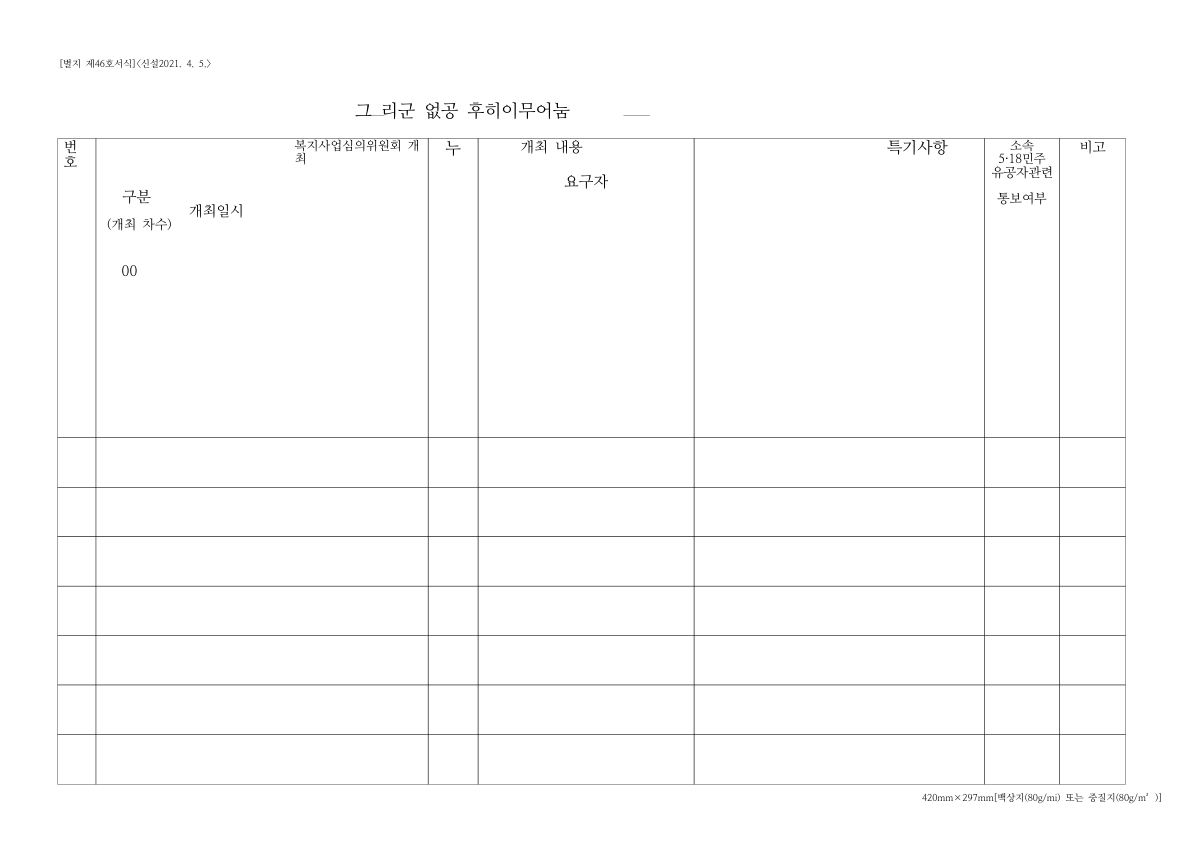 [별지 제46호서식]<신설2021. 4. 5.>
그 리군 없공 후히이무어눔
번
호
복지사업심의위원회 개
최
구분
개최일시
(개최 차수)
00
누
개최 내용
요구자
특기사항
소속
5·18민주
유공자관련
통보여부
비고
420mm×297mm[백상지(80g/mi) 또는 중질지(80g/m² )]